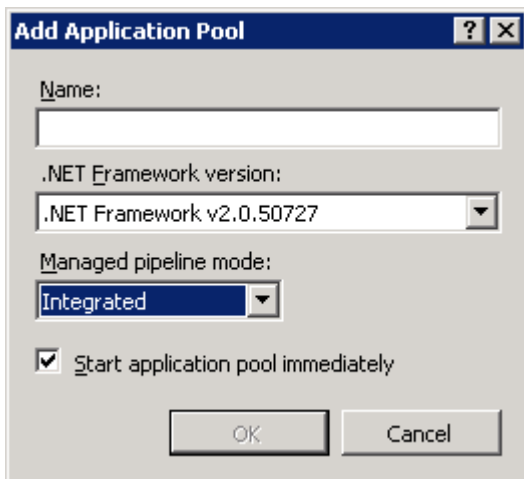 Add Application Pool
Name:
.NET Framework version:
.NET Framework v2.0.50727
Managed pipeline mode:
Integrated
Start application pool immediately
OK
Cancel